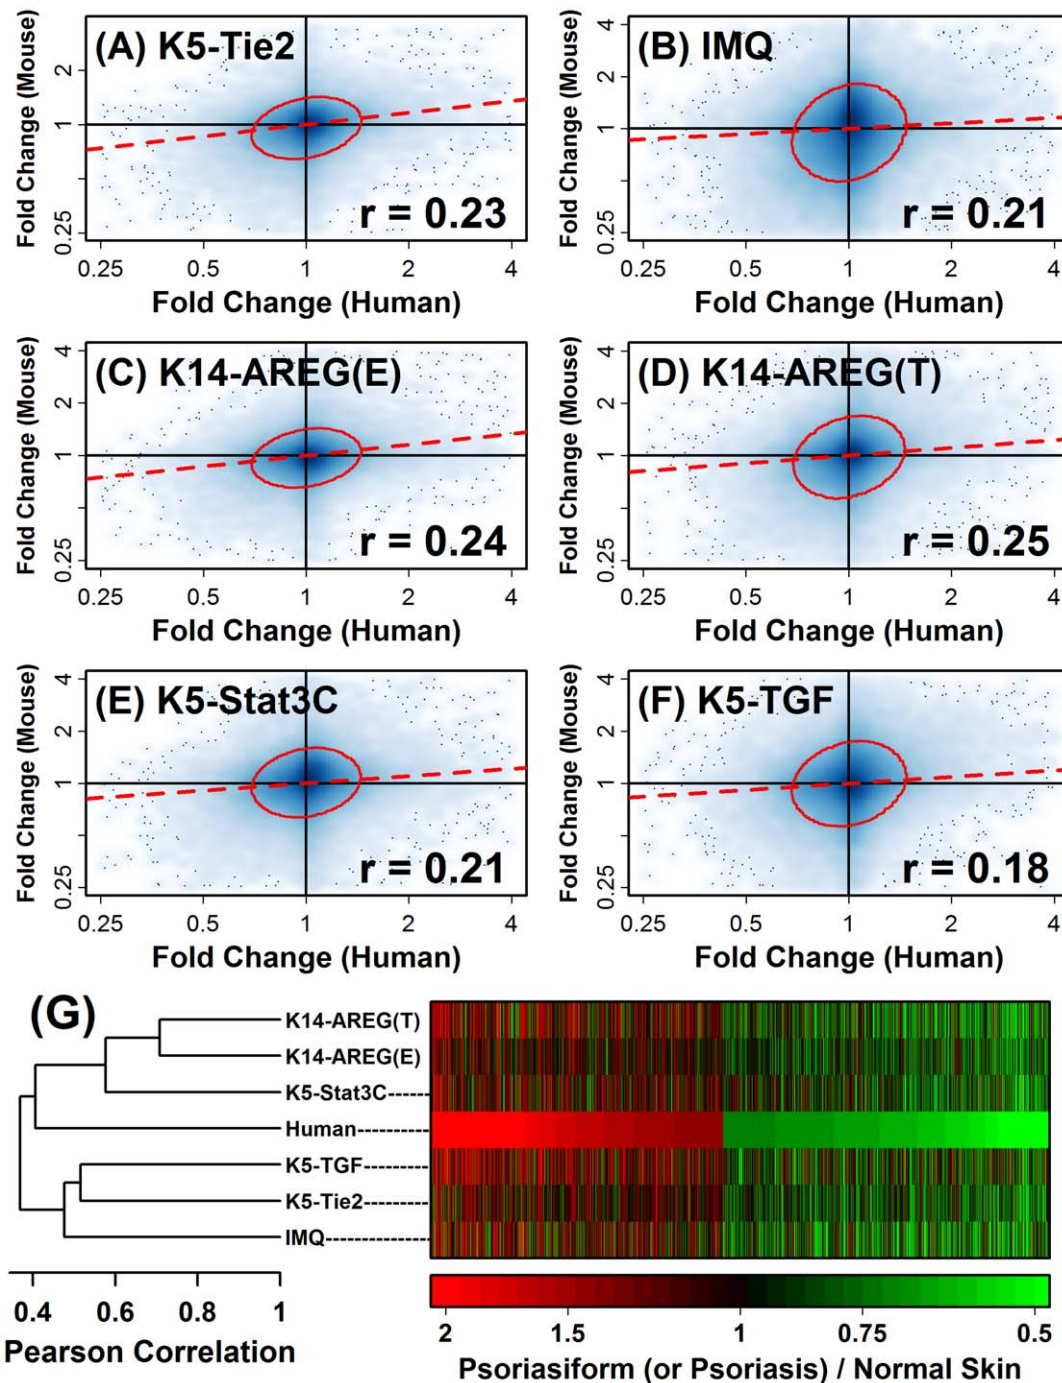 (A) K5-Tie2
Fold Change (Mouse)
2
1
0.25
r = 0.23
0.25 0.5 1 2 4
Fold Change (Human)
(B) IMQ
Fold Change (Mouse)
4
2
1
0.25
r = 0.21
0.25 0.5 1 2 4
Fold Change (Human)
(C) K14-AREG(E)
Fold Change (Mouse)
4
2
1
0.25
r = 0.24
0.25 0.5 1 2 4
Fold Change (Human)
(D) K14-AREG(T)
Fold Change (Mouse)
4
2
1
0.25
r = 0.25
0.25 0.5 1 2 4
Fold Change (Human)
(E) K5-Stat3C
Fold Change (Mouse)
4
2
1
0.25
r = 0.21
0.25 0.5 1 2 4
Fold Change (Human)
(F) K5-TGF
Fold Change (Mouse)
4
2
1
0.25
r = 0.18
0.25 0.5 1 2 4
Fold Change (Human)
(G)
K14-AREG(T)
K14-AREG(E)
K5-Stat3C
Human
K5-TGF
K5-Tie2
IMQ
0.4 0.6 0.8 1
Pearson Correlation
2 1.5 1 0.75 0.5
Psoriasiform (or Psoriasis) / Normal Skin